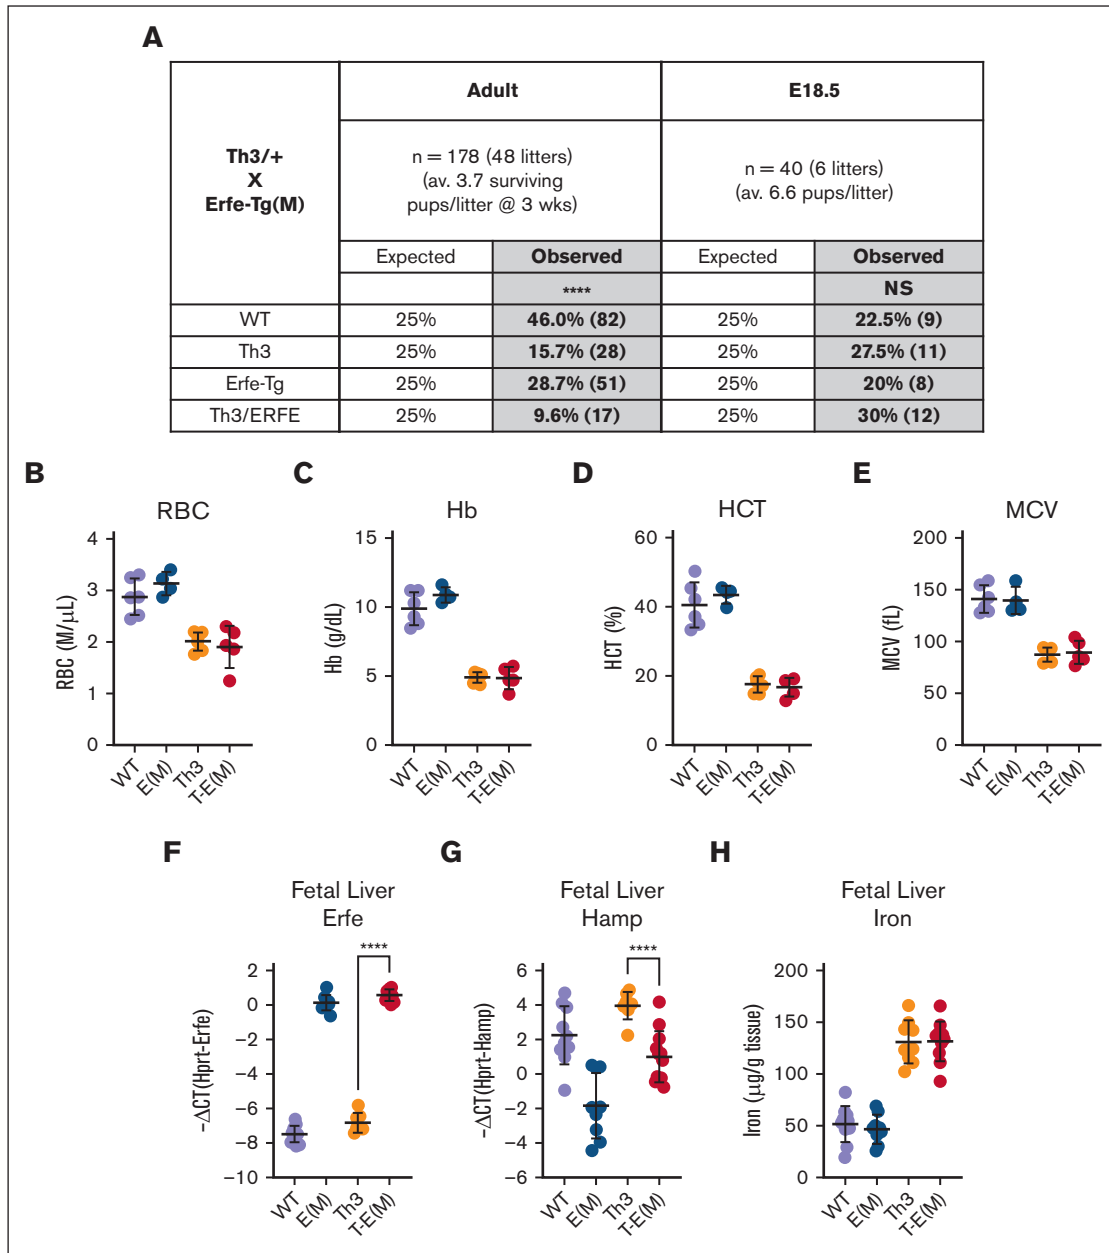 A
Th3/+
X
Erfe-Tg(M)
Adult
E18.5
n = 178 (48 litters)
(av. 3.7 surviving
pups/litter @ 3 wks)
n = 40 (6 litters)
(av. 6.6 pups/litter)
Expected Observed Expected Observed
**** NS
WT 25% 46.0% (82) 25% 22.5% (9)
Th3 25% 15.7% (28) 25% 27.5% (11)
Erfe-Tg 25% 28.7% (51) 25% 20% (8)
Th3/ERFE 25% 9.6% (17) 25% 30% (12)
B
RBC
RBC (M/µL)
4
3
2
1
0
WT E(M) Th3 T-E(M)
C
Hb
Hb (g/dL)
15
10
5
0
WT E(M) Th3 T-E(M)
D
HCT
HCT (%)
60
40
20
0
WT E(M) Th3 T-E(M)
E
MCV
MCV (fL)
200
150
100
50
0
WT E(M) Th3 T-E(M)
F
Fetal Liver
Erfe
−ΔCT(Hprt-Erfe)
2
0
−2
−4
−6
−8
−10
****
WT E(M) Th3 T-E(M)
G
Fetal Liver
Hamp
−ΔCT(Hprt-Hamp)
6
4
2
0
−2
−4
−6
****
WT E(M) Th3 T-E(M)
H
Fetal Liver
Iron
Iron (µg/g tissue)
200
150
100
50
0
WT E(M) Th3 T-E(M)